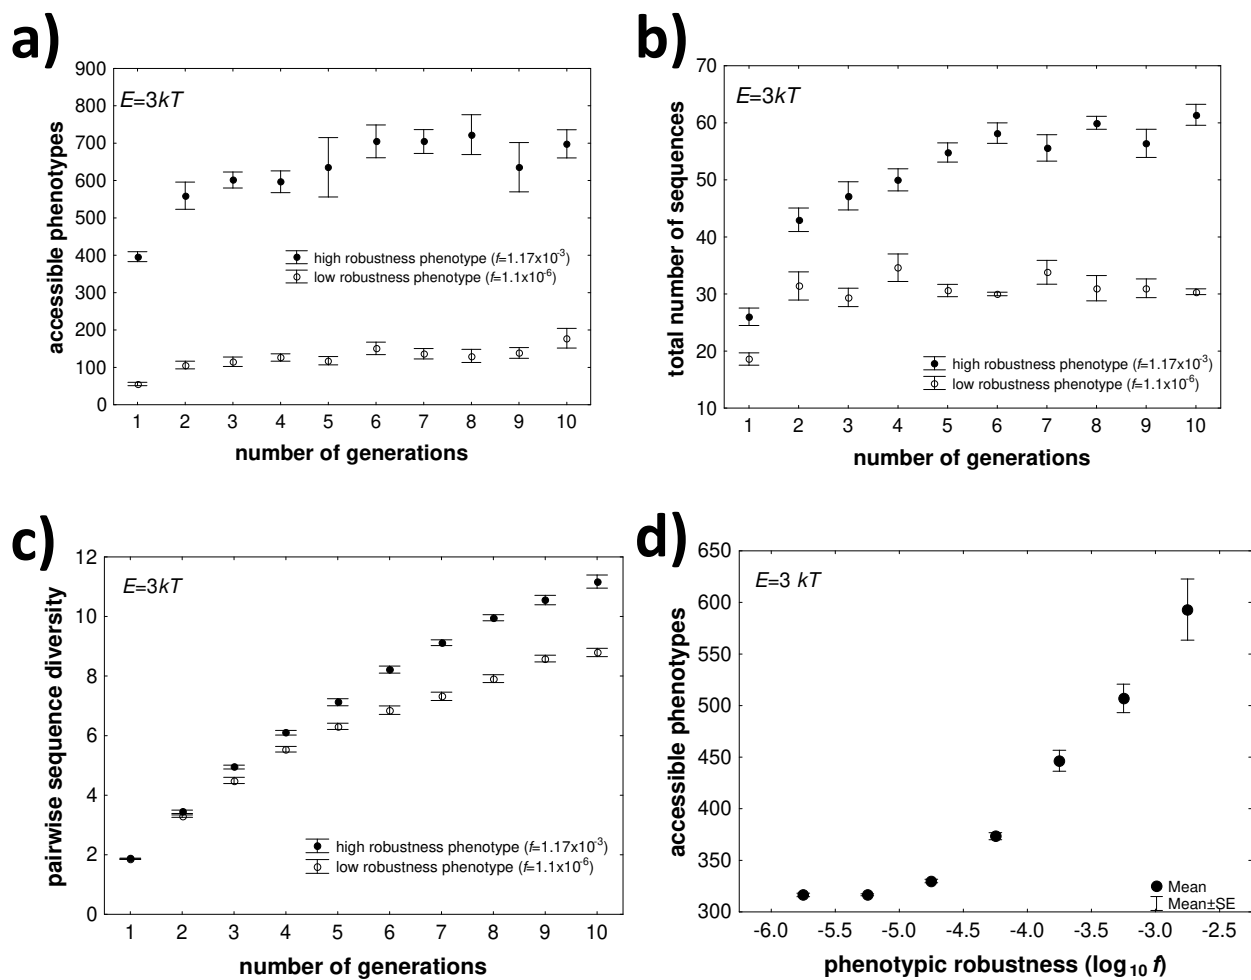 a)
E=3kT
accessible phenotypes
900
800
700
600
500
400
300
200
100
0
high robustness phenotype (f=1.17x10⁻³)
low robustness phenotype (f=1.1x10⁻⁶)
1 2 3 4 5 6 7 8 9 10
number of generations
b)
E=3kT
total number of sequences
70
60
50
40
30
20
10
high robustness phenotype (f=1.17x10⁻³)
low robustness phenotype (f=1.1x10⁻⁶)
1 2 3 4 5 6 7 8 9 10
number of generations
c)
E=3kT
pairwise sequence diversity
12
10
8
6
4
2
0
high robustness phenotype (f=1.17x10⁻³)
low robustness phenotype (f=1.1x10⁻⁶)
1 2 3 4 5 6 7 8 9 10
number of generations
d)
E=3 kT
accessible phenotypes
650
600
550
500
450
400
350
300
Mean
Mean±SE
-6.0 -5.5 -5.0 -4.5 -4.0 -3.5 -3.0 -2.5
phenotypic robustness (log₁₀ f)